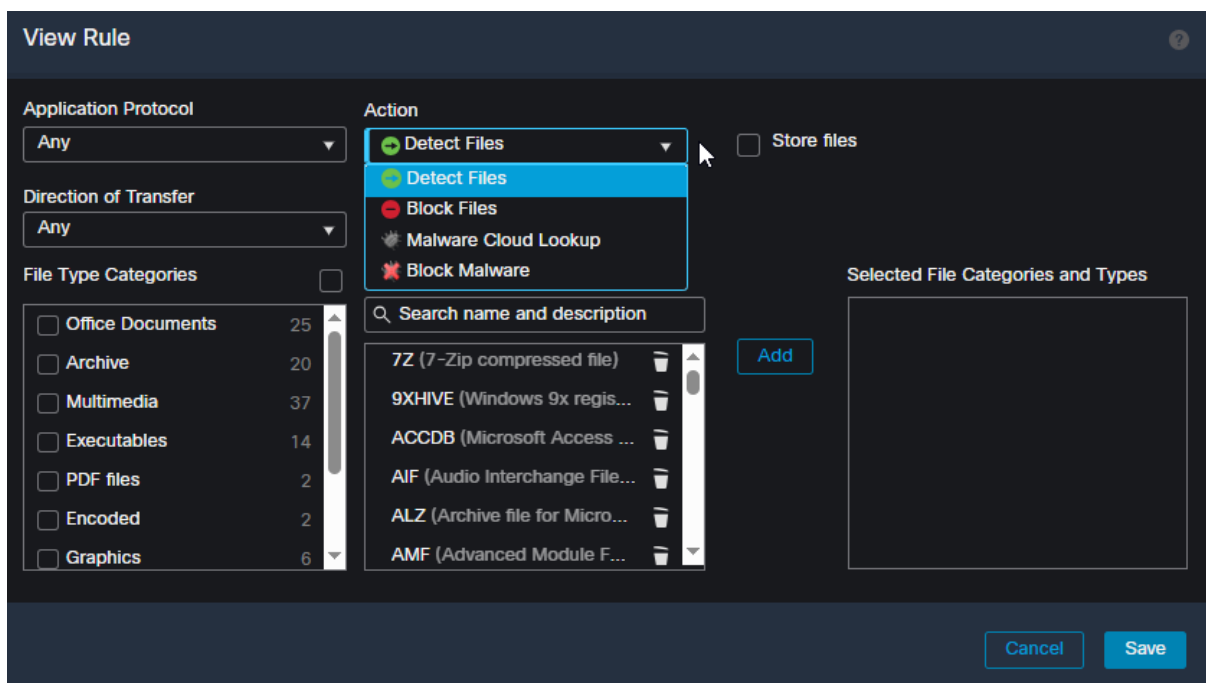 View Rule
?
Application Protocol
Any
Action
Detect Files
Store files
Detect Files
Block Files
Malware Cloud Lookup
Block Malware
Direction of Transfer
Any
File Type Categories
Office Documents 25
Archive 20
Multimedia 37
Executables 14
PDF files 2
Encoded 2
Graphics 6
Search name and description
7Z (7-Zip compressed file)
9XHIVE (Windows 9x regis...
ACCDB (Microsoft Access ...
AIF (Audio Interchange File...
ALZ (Archive file for Micro...
AMF (Advanced Module F...
Add
Selected File Categories and Types
Cancel
Save